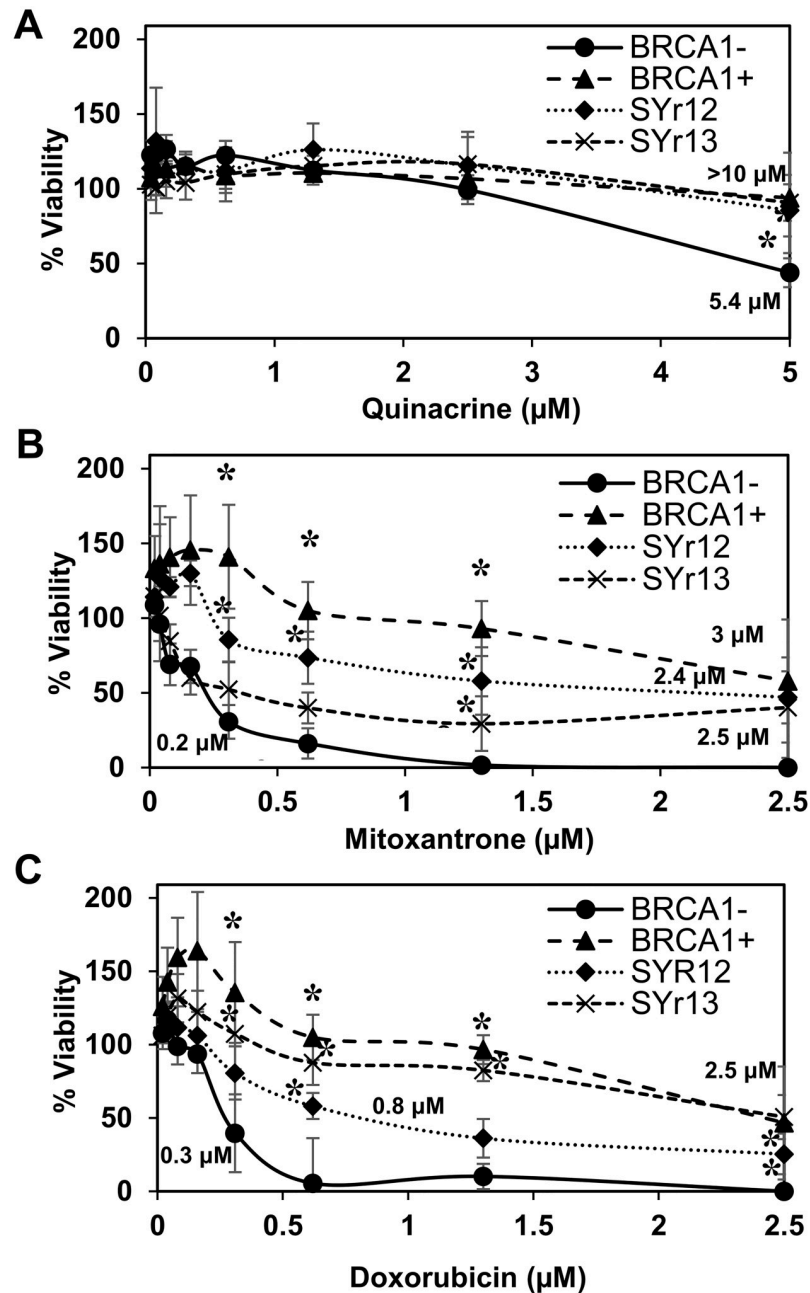 A
200
150
100
50
0
% Viability
BRCA1-
BRCA1+
SYr12
SYr13
>10 µM
*
*
5.4 µM
0
1
2
3
4
5
Quinacrine (µM)
B
200
150
100
50
0
% Viability
BRCA1-
BRCA1+
SYr12
SYr13
*
*
*
*
*
*
*
3 µM
2.4 µM
2.5 µM
0.2 µM
0
0.5
1
1.5
2
2.5
Mitoxantrone (µM)
C
200
150
100
50
0
% Viability
BRCA1-
BRCA1+
SYR12
SYr13
*
*
*
*
*
*
*
*
*
2.5 µM
0.8 µM
0.3 µM
0
0.5
1
1.5
2
2.5
Doxorubicin (µM)